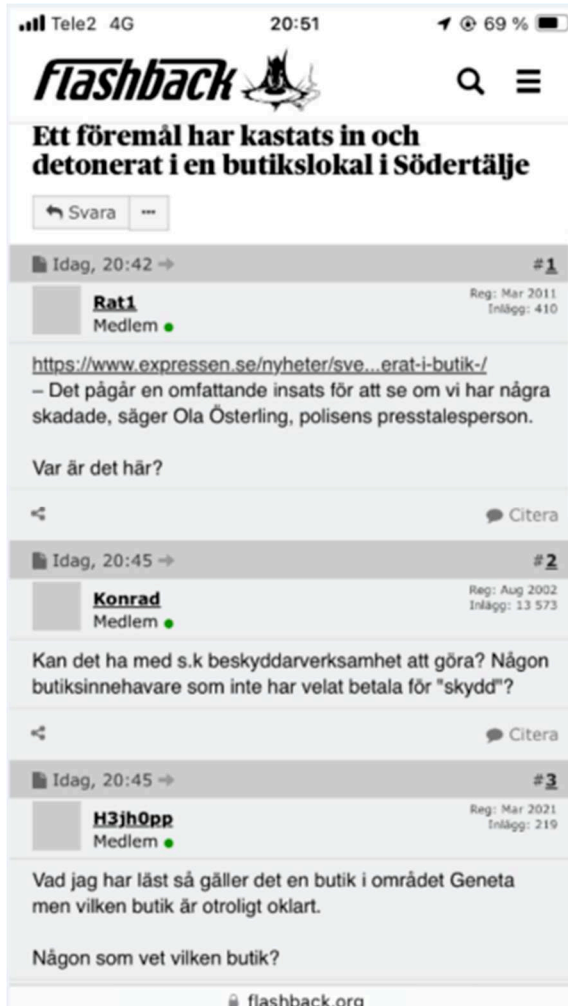 Tele2 4G 20:51 69 %
flashback
Ett föremål har kastats in och
detonerat i en butikslokal i Södertälje
Svara ...
Idag, 20:42 #1
Rat1 Reg: Mar 2011
Medlem Inlägg: 410
https://www.expressen.se/nyheter/sve...erat-i-butik-/
– Det pågår en omfattande insats för att se om vi har några
skadade, säger Ola Österling, polisens presstalesperson.
Var är det här?
Citera
Idag, 20:45 #2
Konrad Reg: Aug 2002
Medlem Inlägg: 13 573
Kan det ha med s.k beskyddarverksamhet att göra? Någon
butiksinnehavare som inte har velat betala för "skydd"?
Citera
Idag, 20:45 #3
H3jh0pp Reg: Mar 2021
Medlem Inlägg: 219
Vad jag har läst så gäller det en butik i området Geneta
men vilken butik är otroligt oklart.
Någon som vet vilken butik?
flashback.org